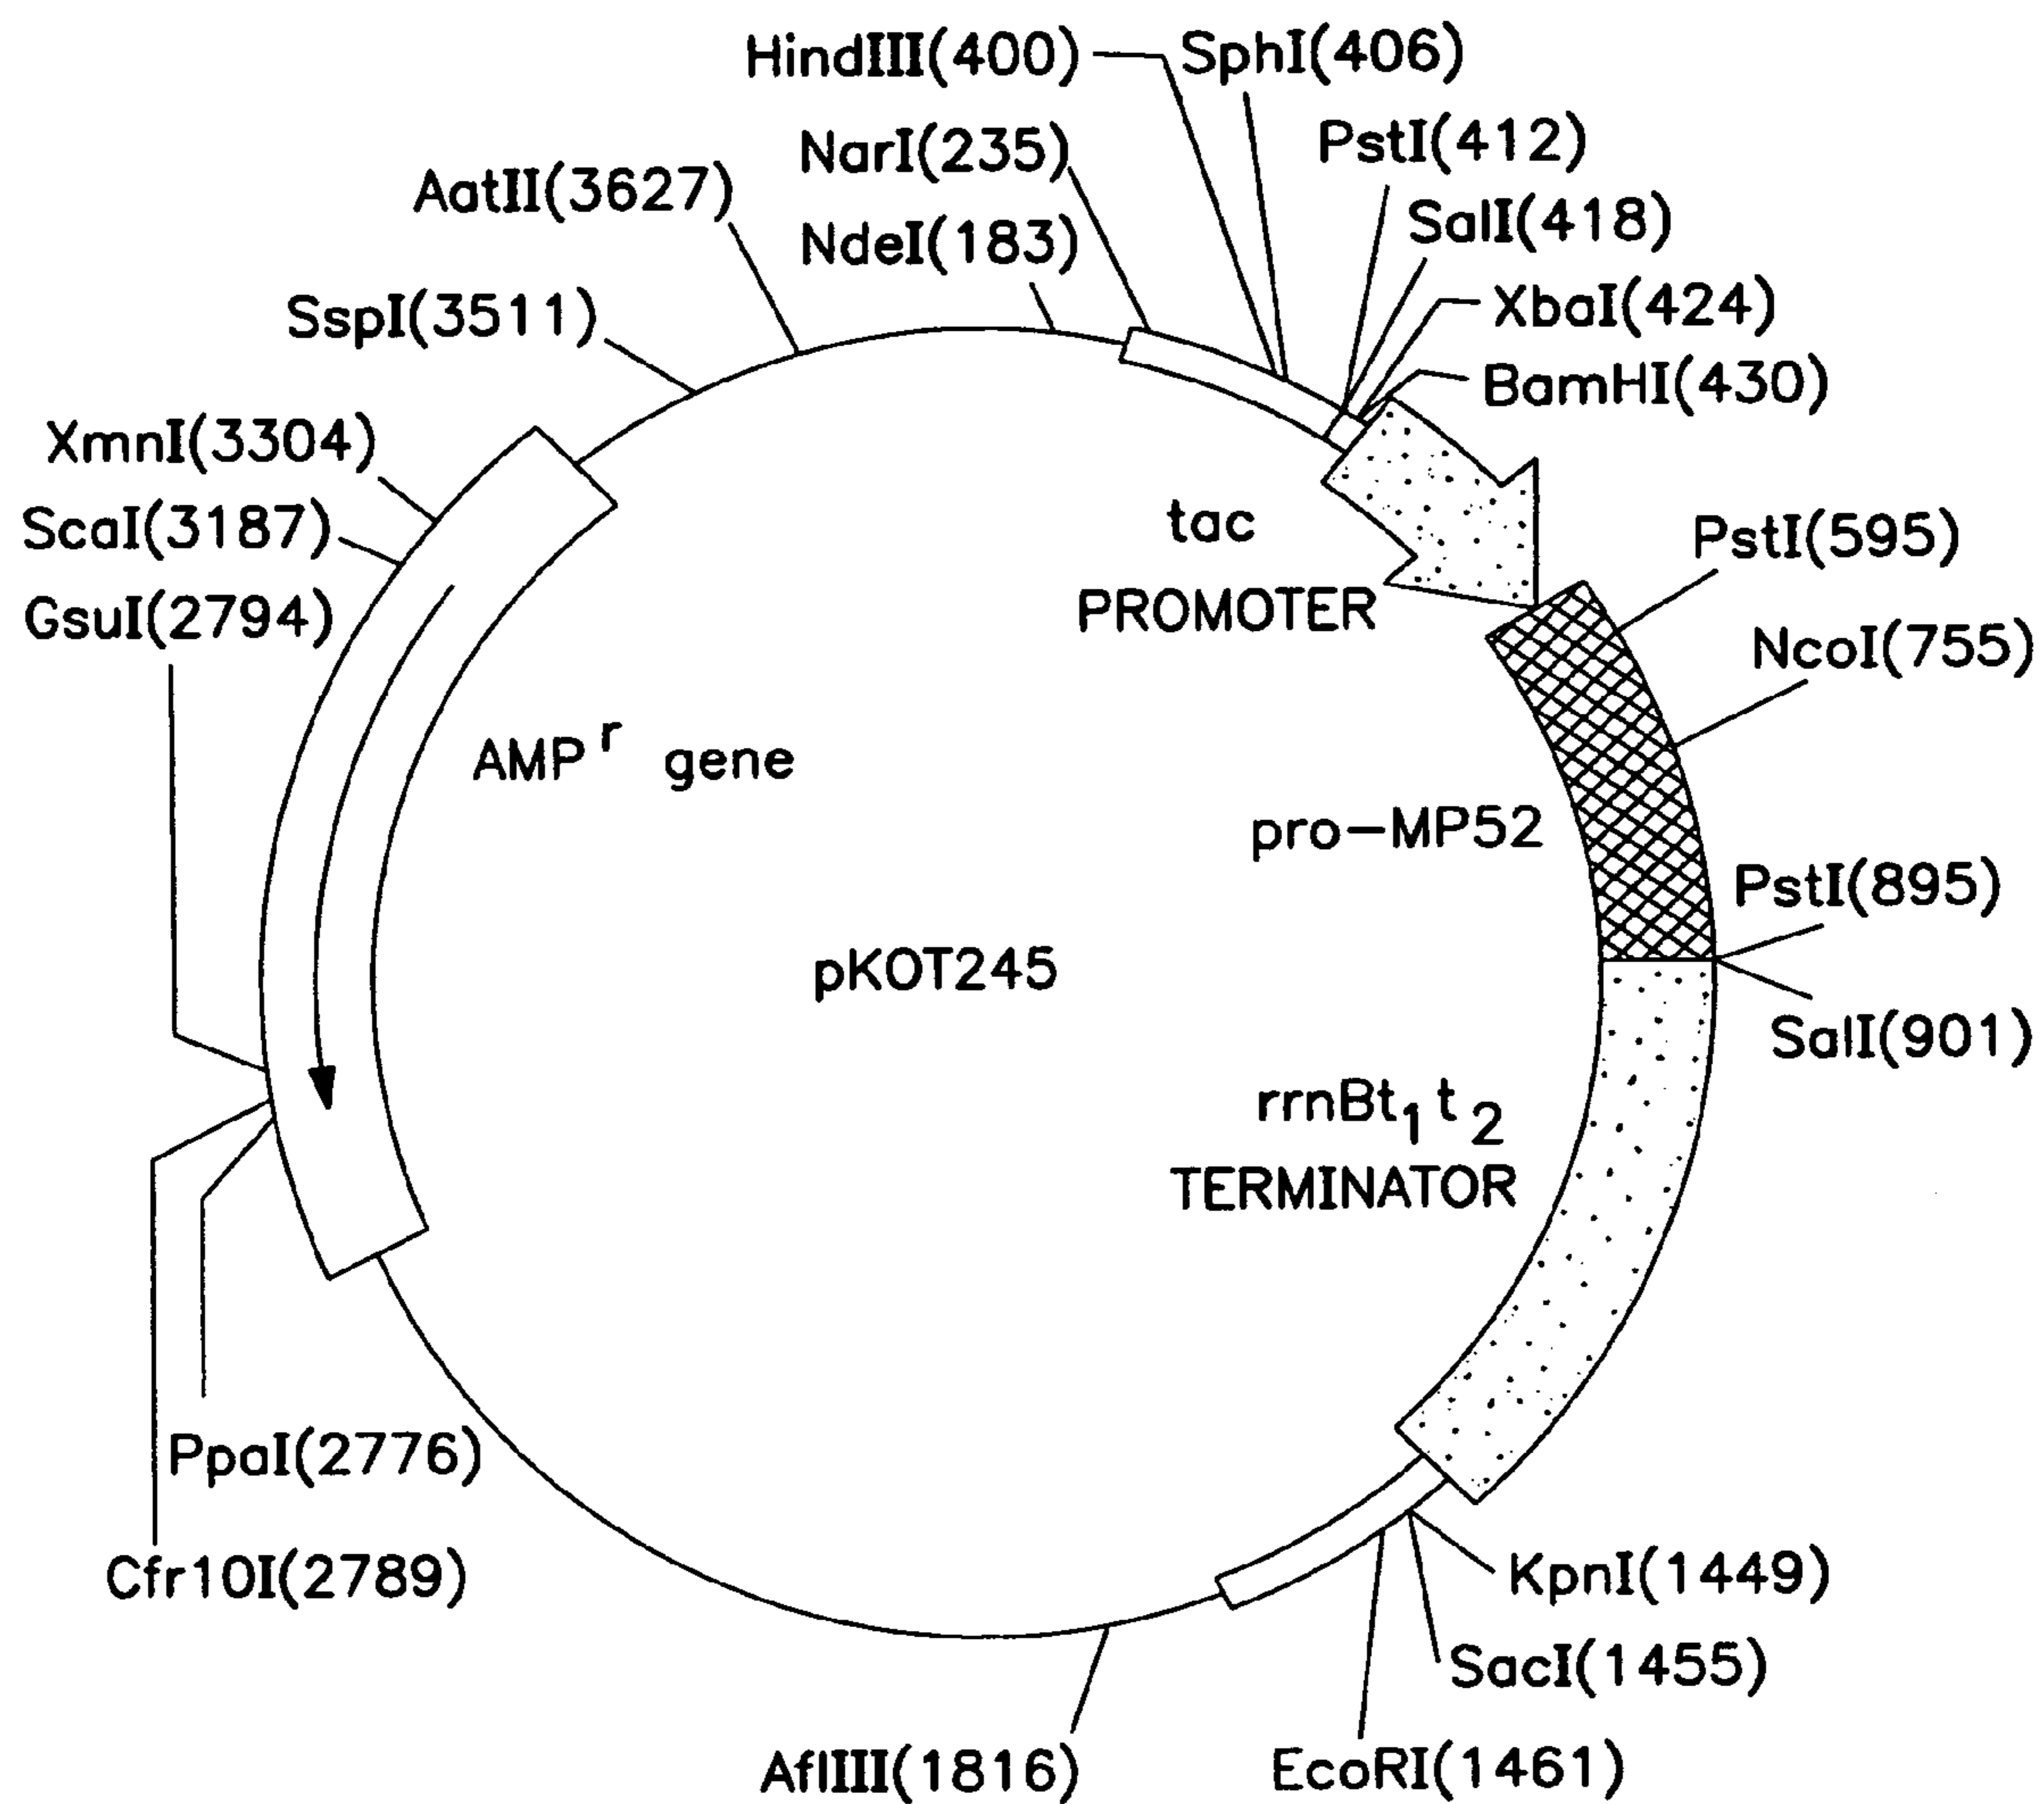 HindIII(400)
SphI(406)
NarI(235)
PstI(412)
AatII(3627)
NdeI(183)
SalI(418)
SspI(3511)
XbaI(424)
BamHI(430)
XmnI(3304)
ScaI(3187)
GsuI(2794)
tac
PROMOTER
PstI(595)
NcoI(755)
AMP r gene
pro-MP52
PstI(895)
pKOT245
SalI(901)
rrnBt1 t2
TERMINATOR
PpaI(2776)
Cfr10I(2789)
KpnI(1449)
SacI(1455)
AflIII(1816)
EcoRI(1461)